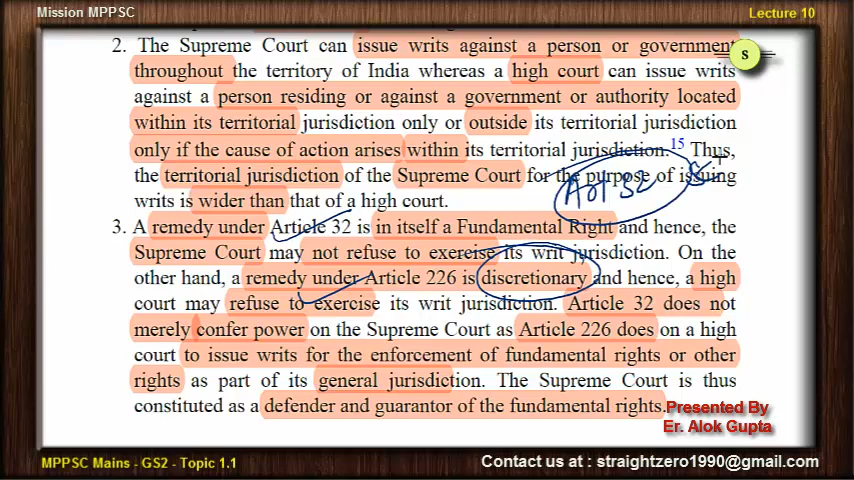 Mission MPPSC
Lecture 10
8
2. The Supreme Court can issue writs against a person or government
throughout the territory of India whereas a high court can issue writs
against a person residing or against a government or authority located
within its territorial jurisdiction only or outside its territorial jurisdiction
only if the cause of action arises within its territorial jurisdiction.15 Thus,
the territorial jurisdiction of the Supreme Court for the purpose of issuing
writs is wider than that of a high court.
Art 32
3. A remedy under Article 32 is in itself a Fundamental Right and hence, the
Supreme Court may not refuse to exercise its writ jurisdiction. On the
other hand, a remedy under Article 226 is discretionary and hence, a high
court may refuse to exercise its writ jurisdiction. Article 32 does not
merely confer power on the Supreme Court as Article 226 does on a high
court to issue writs for the enforcement of fundamental rights or other
rights as part of its general jurisdiction. The Supreme Court is thus
constituted as a defender and guarantor of the fundamental rights.
Presented By
Er. Alok Gupta
MPPSC Mains - GS2 - Topic 1.1
Contact us at : straightzero1990@gmail.com